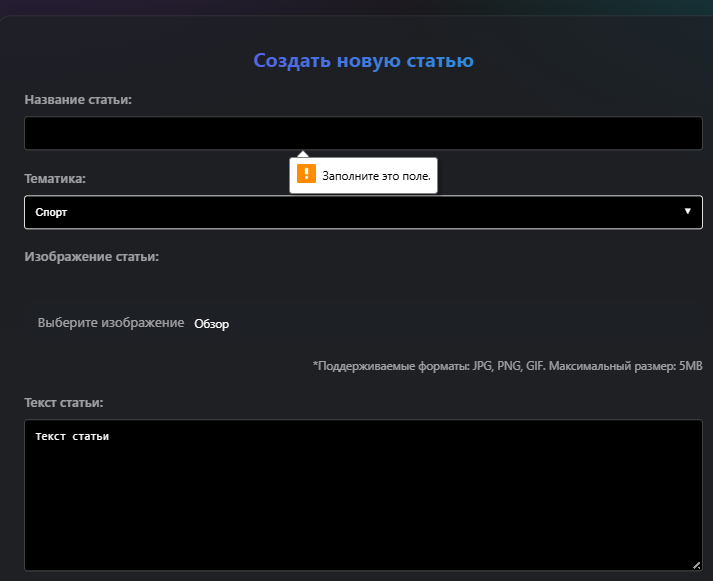 Создать новую статью
Название статьи:
Заполните это поле.
Тематика:
Спорт
Изображение статьи:
Выберите изображение Обзор
*Поддерживаемые форматы: JPG, PNG, GIF. Максимальный размер: 5MB
Текст статьи:
Текст статьи